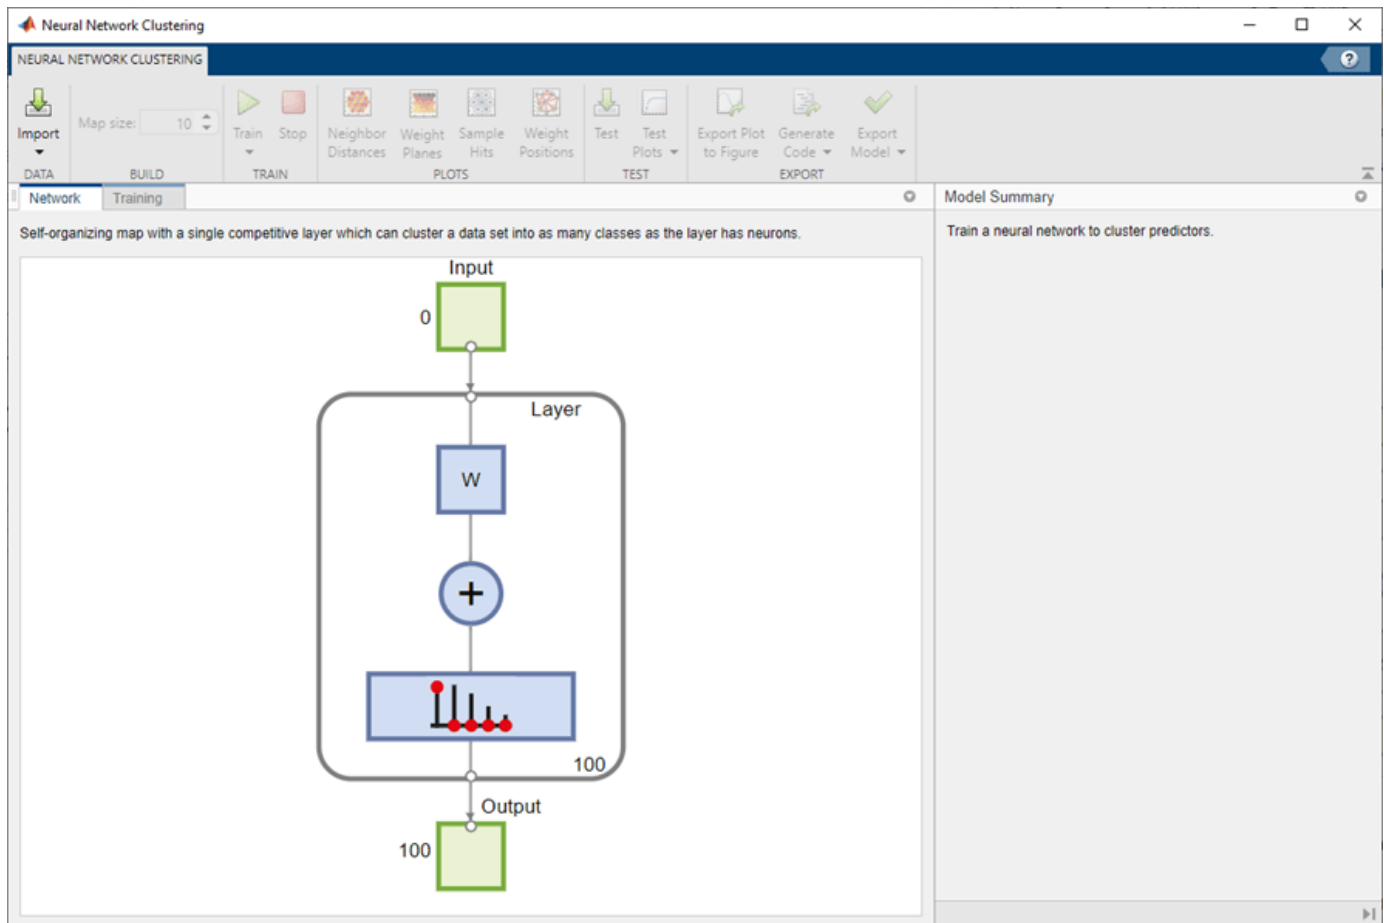 Neural Network Clustering
NEURAL NETWORK CLUSTERING
?
Import
Map size: 10
Train
Stop
Neighbor Distances
Weight Planes
Sample Hits
Weight Positions
Test
Test Plots
Export Plot to Figure
Generate Code
Export Model
DATA
BUILD
TRAIN
PLOTS
TEST
EXPORT
Network
Training
Model Summary
Self-organizing map with a single competitive layer which can cluster a data set into as many classes as the layer has neurons.
Train a neural network to cluster predictors.
Input
0
Layer
W
+
100
Output
100